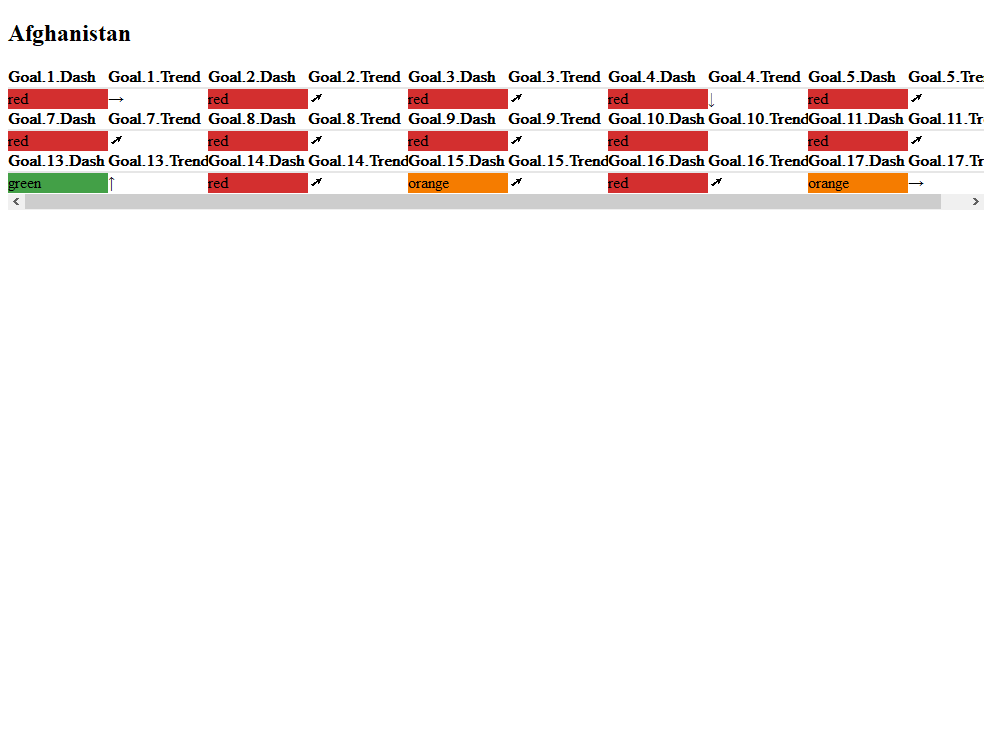 Afghanistan
Goal.1.Dash Goal.1.Trend Goal.2.Dash Goal.2.Trend Goal.3.Dash Goal.3.Trend Goal.4.Dash Goal.4.Trend Goal.5.Dash Goal.5.Tre
red → red ↗ red ↗ red ↓ red ↗
Goal.7.Dash Goal.7.Trend Goal.8.Dash Goal.8.Trend Goal.9.Dash Goal.9.Trend Goal.10.Dash Goal.10.Trend Goal.11.Dash Goal.11.Tr
red ↗ red ↗ red ↗ red red ↗
Goal.13.Dash Goal.13.Trend Goal.14.Dash Goal.14.Trend Goal.15.Dash Goal.15.Trend Goal.16.Dash Goal.16.Trend Goal.17.Dash Goal.17.Tr
green ↑ red ↗ orange ↗ red ↗ orange →